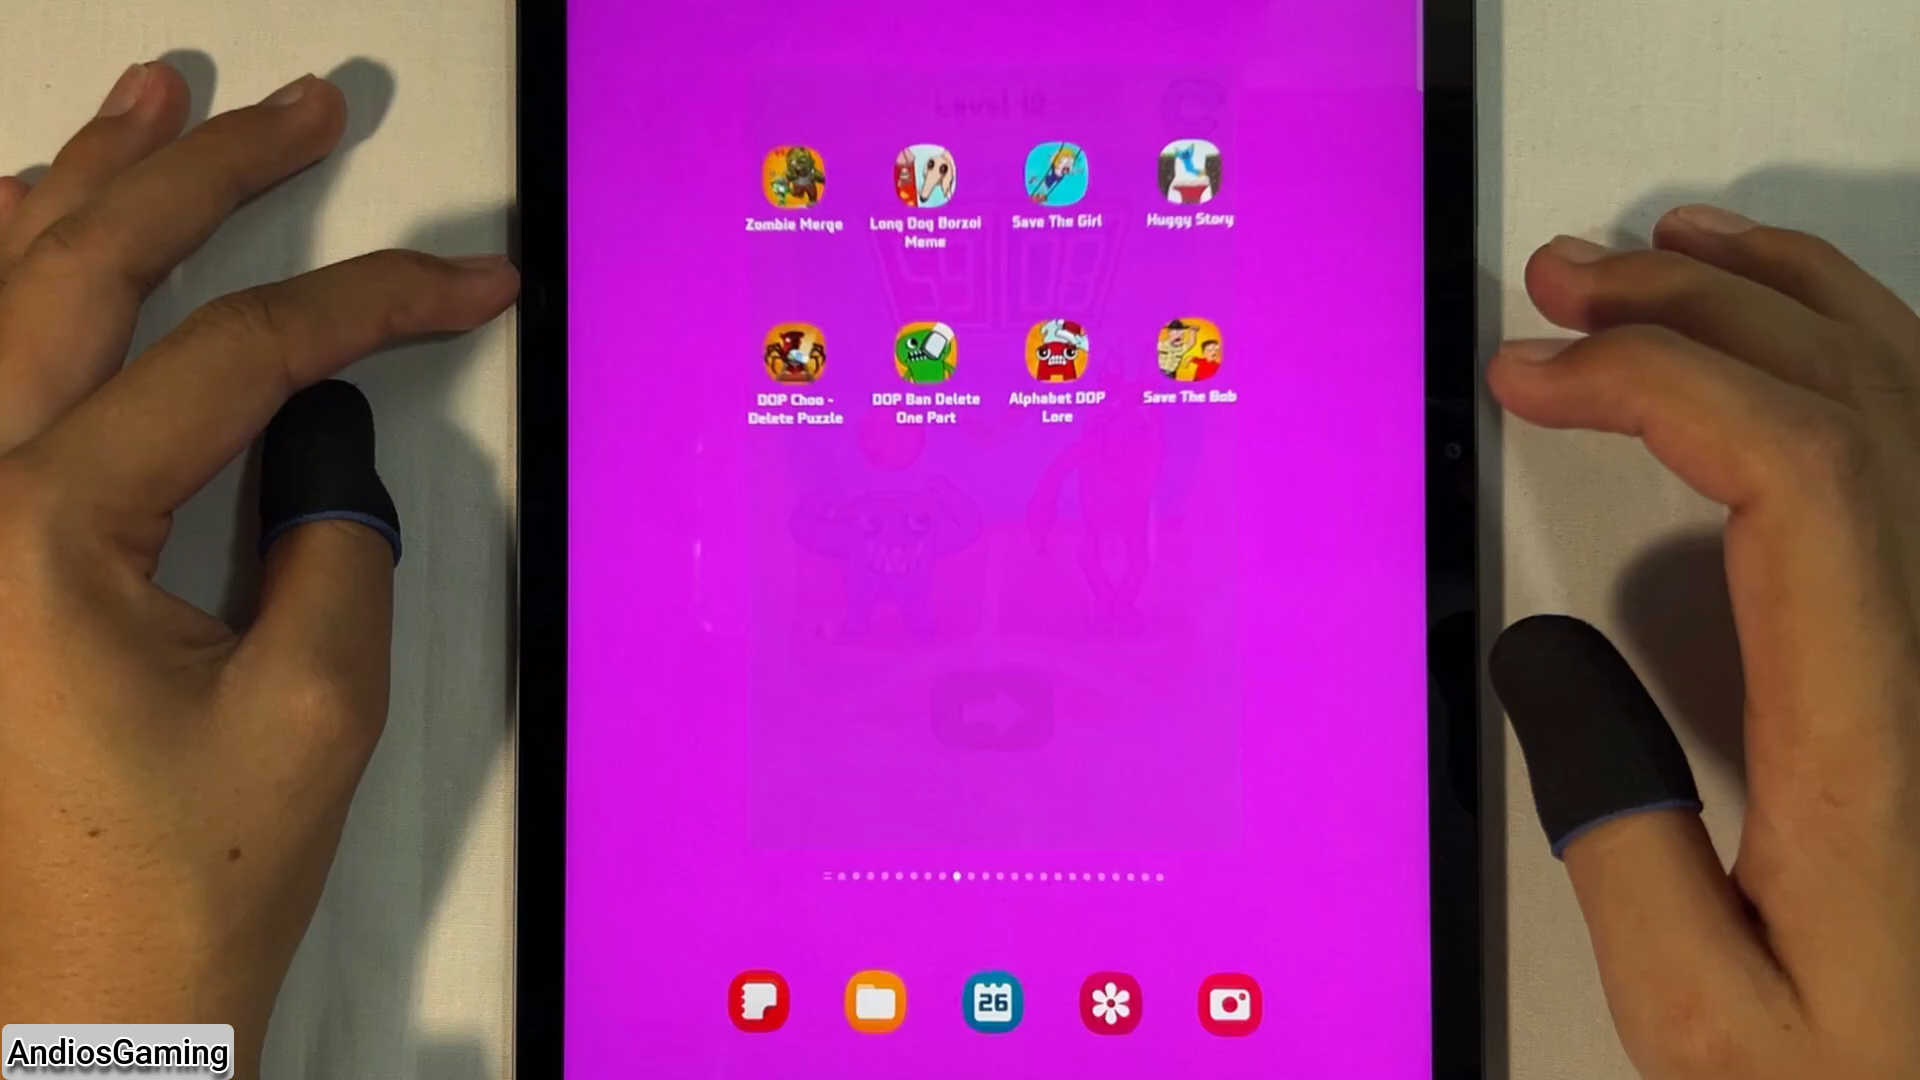 Zombie Merge
Long Dog Borzoi
Meme
Save The Girl
Huggy Story
DOP Choo -
Delete Puzzle
DOP Ban Delete
One Part
Alphabet DOP
Lore
Save The Bob
26
AndiosGaming